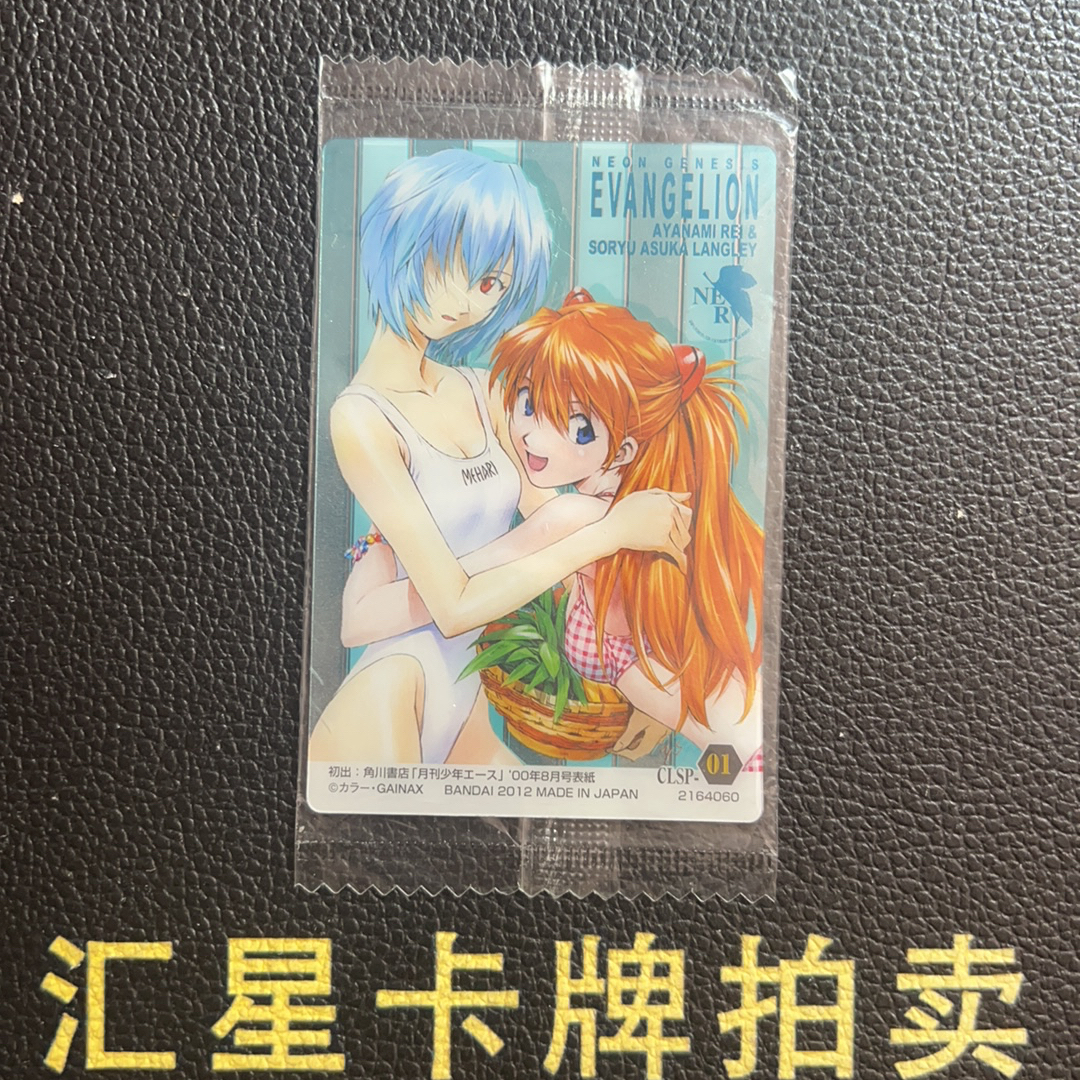 NEON GENESIS
EVANGELION
AYANAMI REI &
SORYU ASUKA LANGLEY
NE
R
MEHARI
初出：角川書店「月刊少年エース」'00年8月号表紙
©カラー・GAINAX BANDAI 2012 MADE IN JAPAN
CLSP-01
2164060
汇星卡牌拍卖